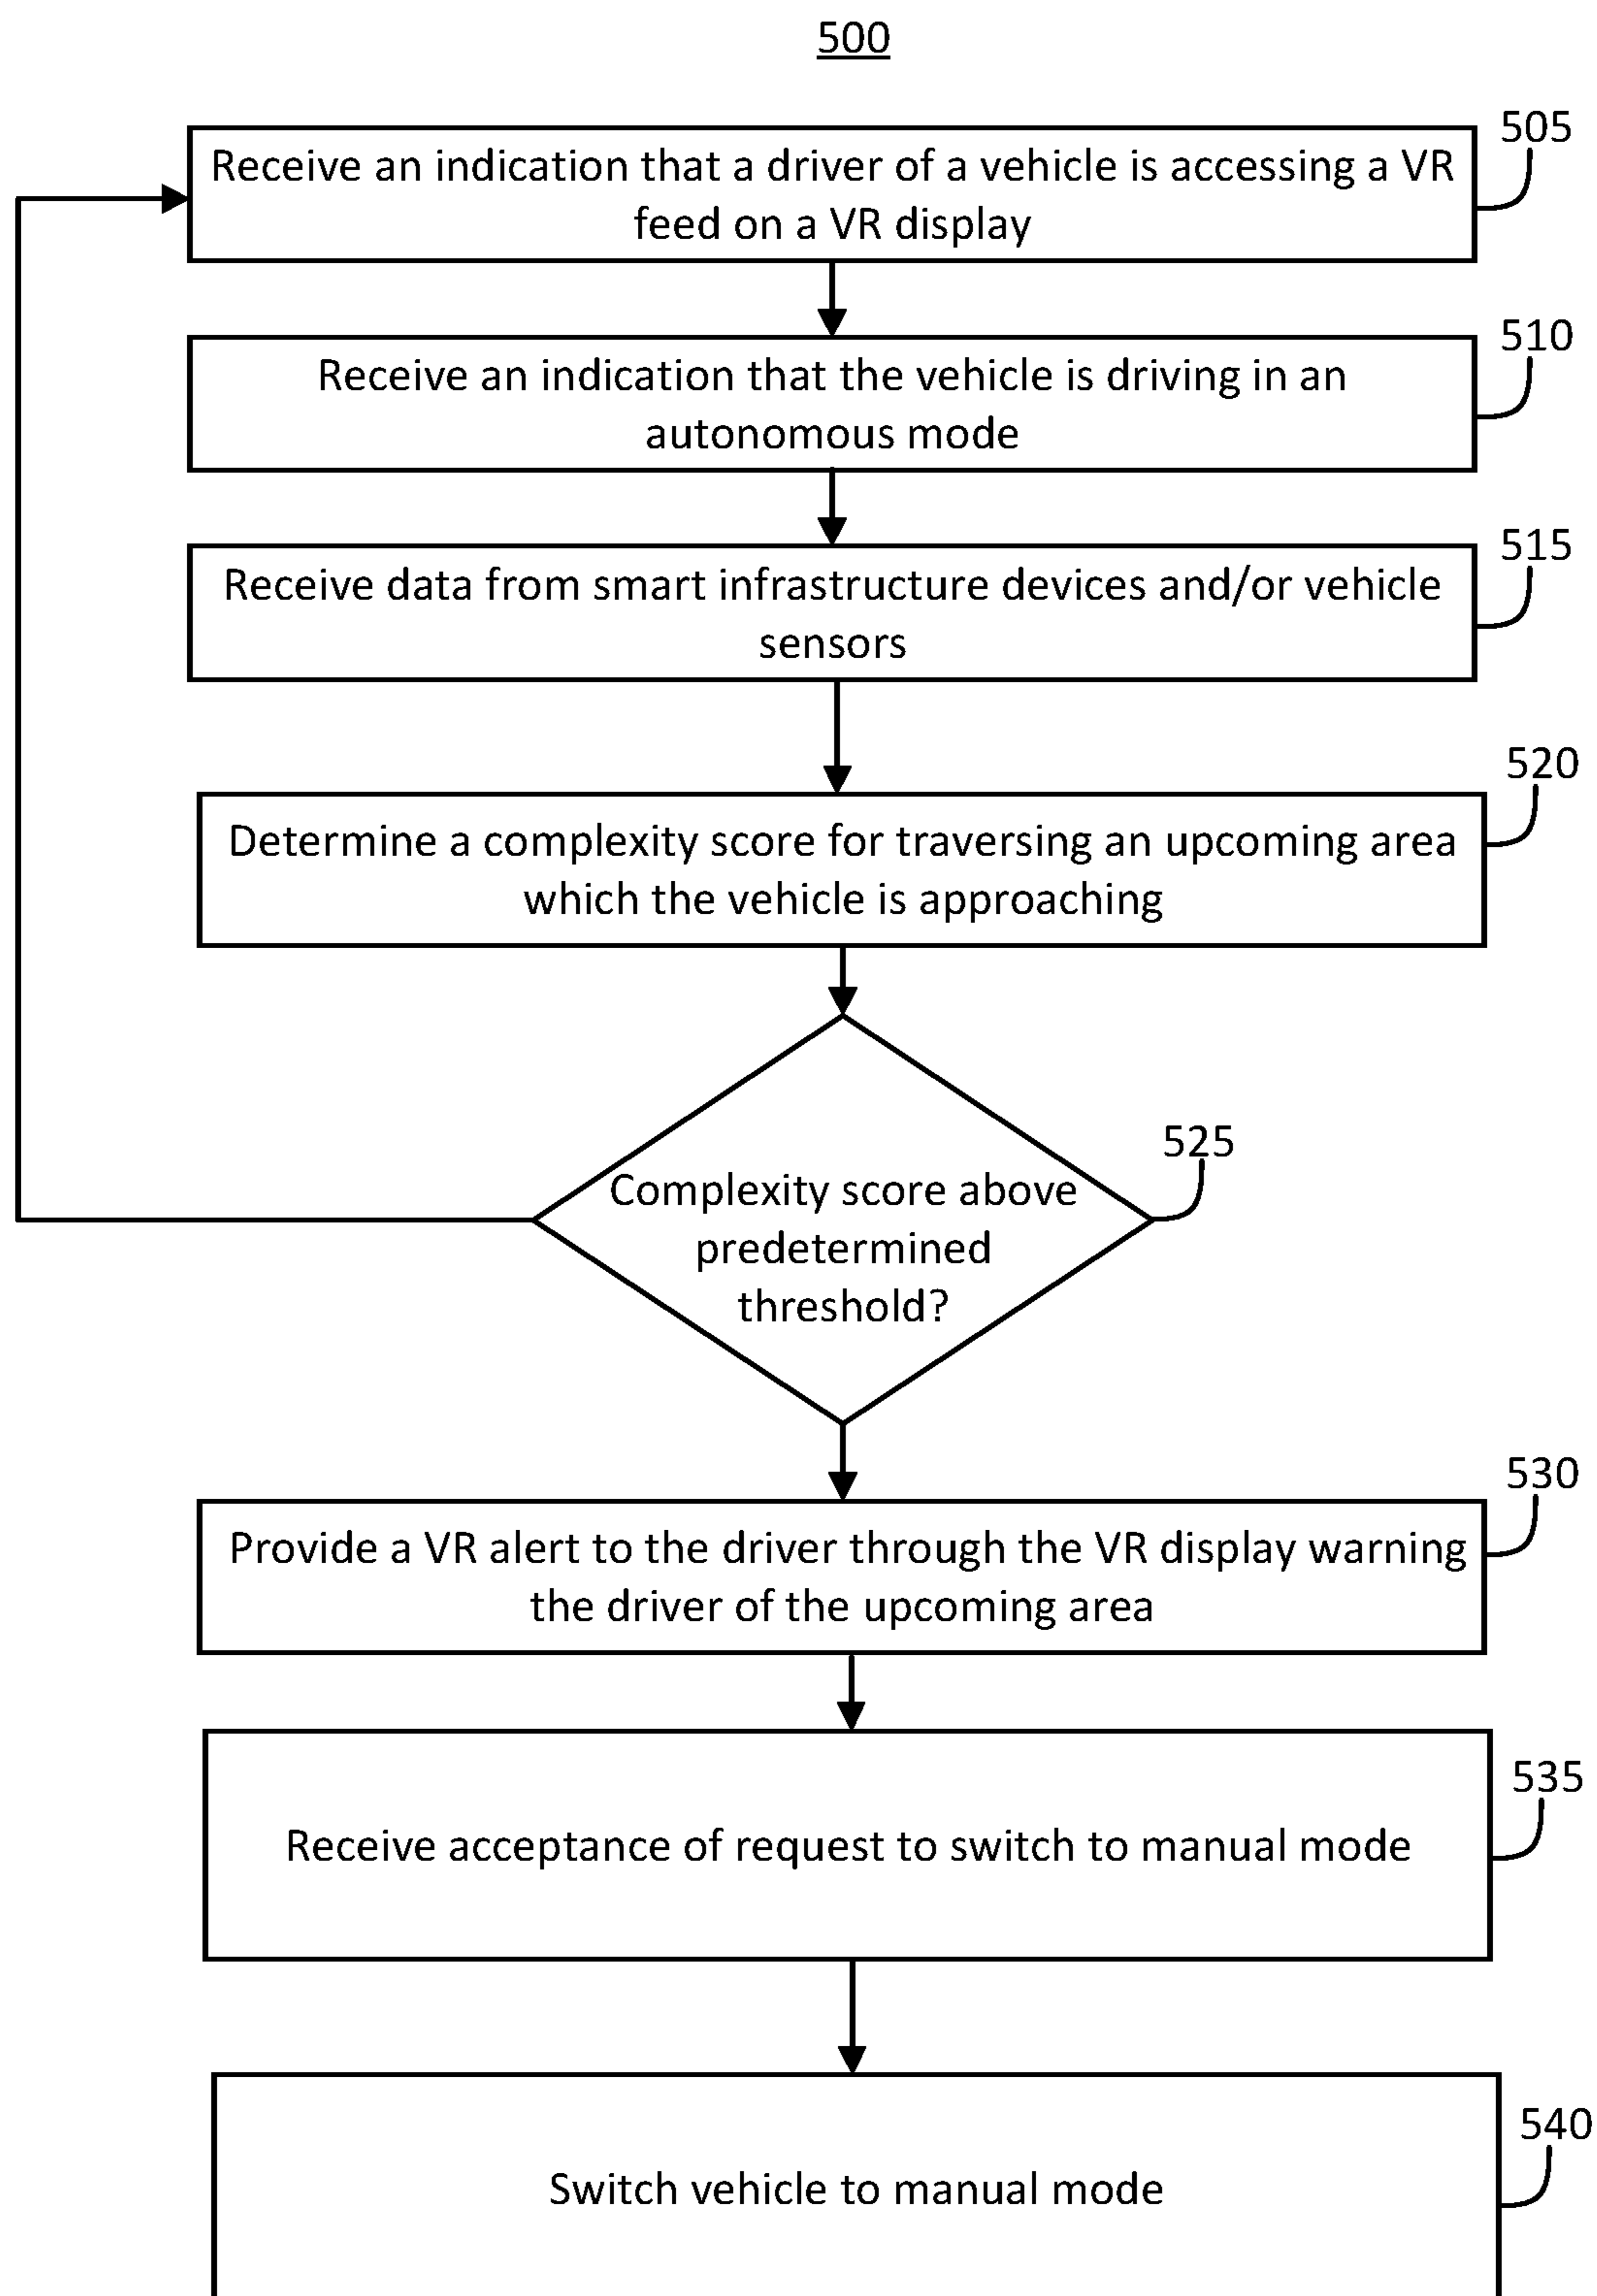 500
505
Receive an indication that a driver of a vehicle is accessing a VR
feed on a VR display
510
Receive an indication that the vehicle is driving in an
autonomous mode
515
Receive data from smart infrastructure devices and/or vehicle
sensors
520
Determine a complexity score for traversing an upcoming area
which the vehicle is approaching
525
Complexity score above
predetermined
threshold?
530
Provide a VR alert to the driver through the VR display warning
the driver of the upcoming area
535
Receive acceptance of request to switch to manual mode
540
Switch vehicle to manual mode